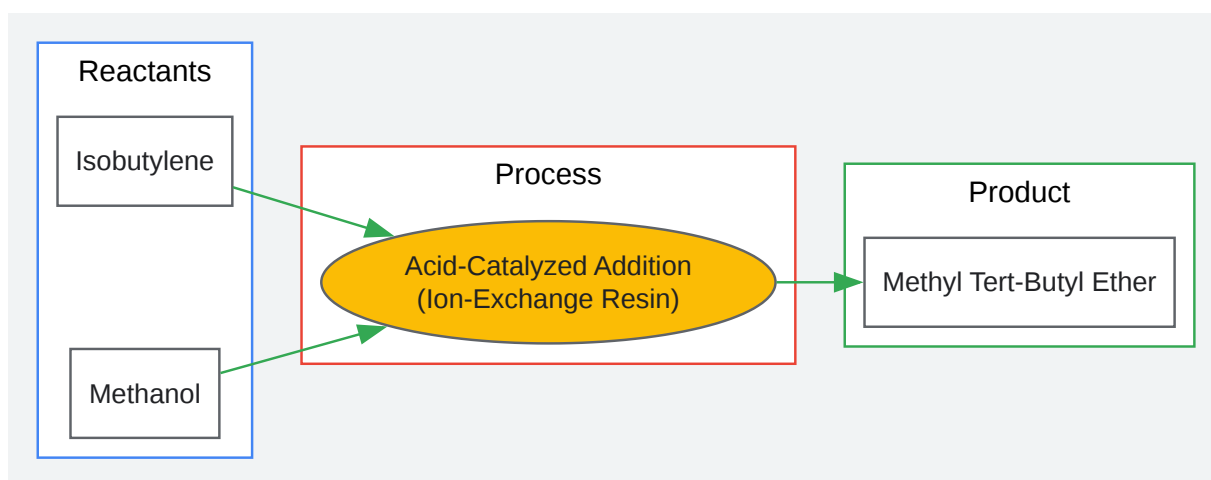 Reactants
Isobutylene
Methanol
Process
Acid-Catalyzed Addition
(Ion-Exchange Resin)
Product
Methyl Tert-Butyl Ether